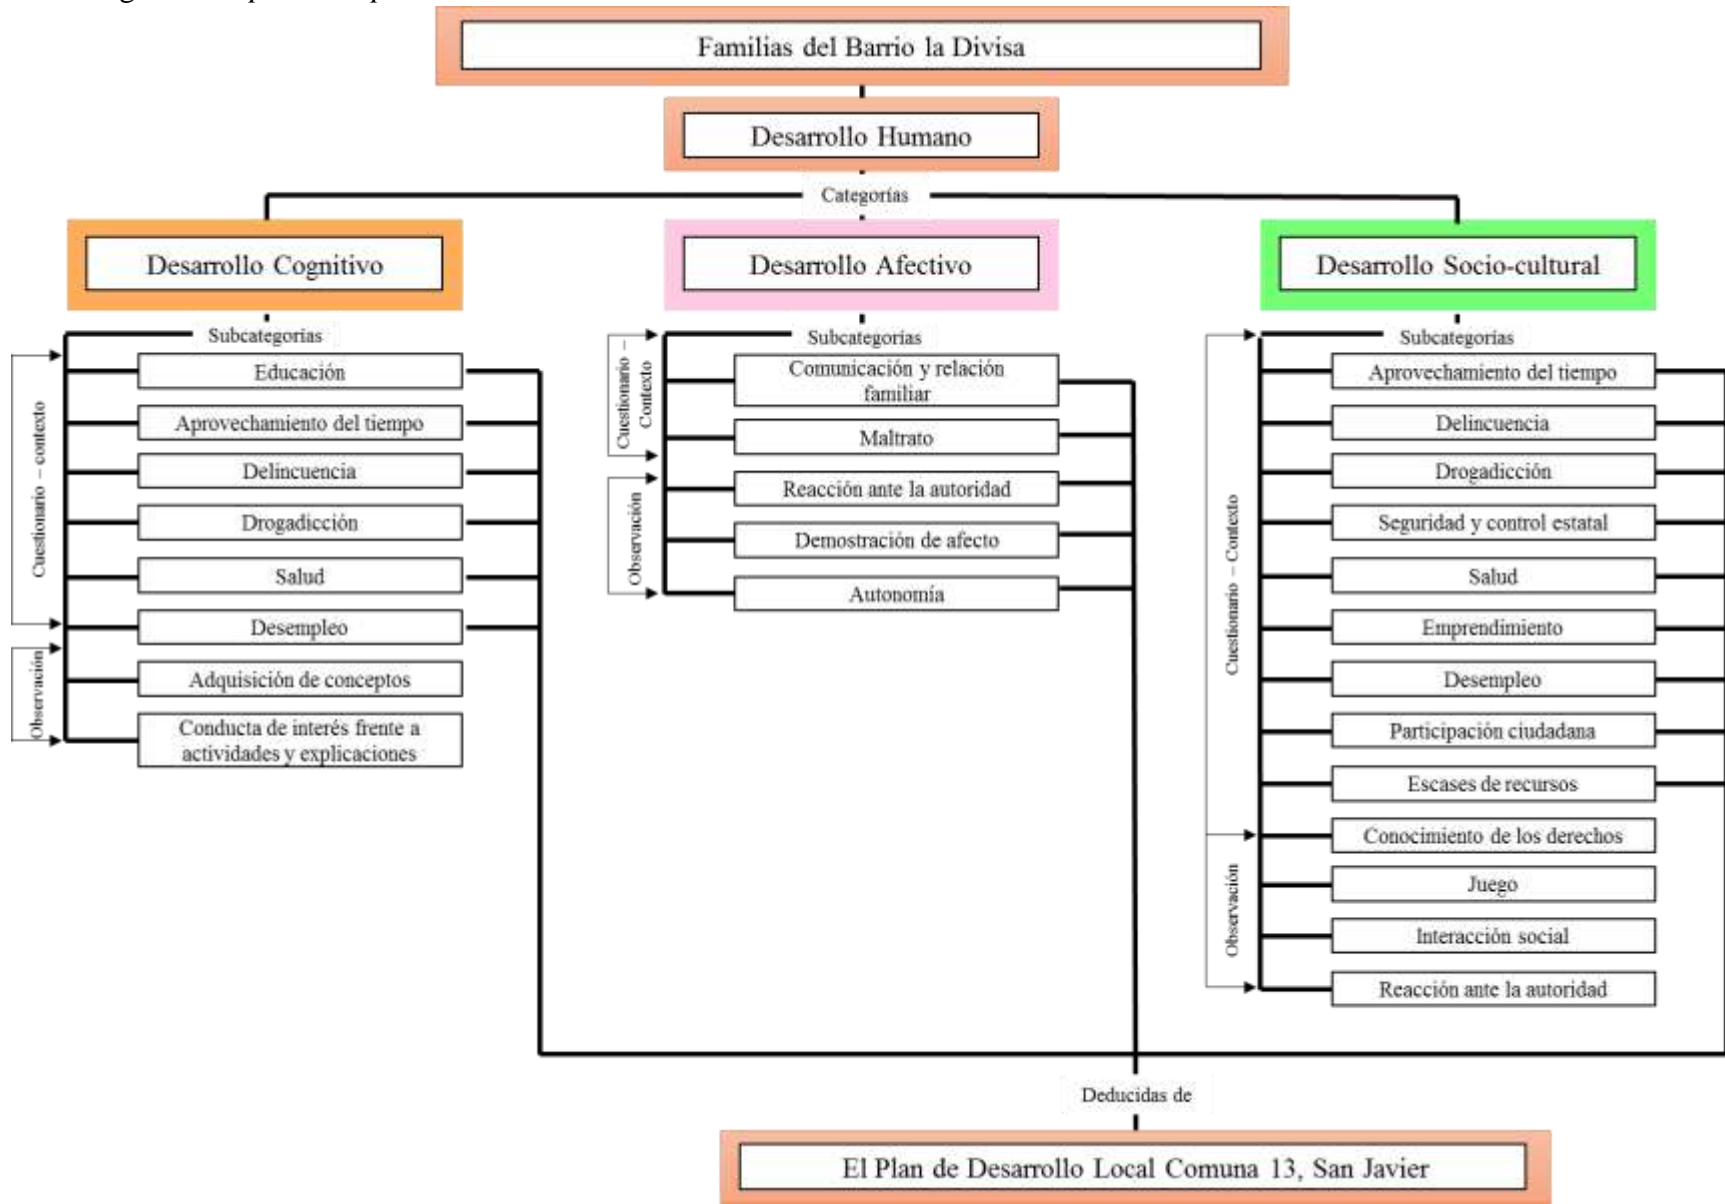 Familias del Barrio la Divisa
Desarrollo Humano
Categorías
Desarrollo Cognitivo
Subcategorías
Cuestionario – contexto
Educación
Aprovechamiento del tiempo
Delincuencia
Drogadicción
Salud
Desempleo
Observación
Adquisición de conceptos
Conducta de interés frente a
actividades y explicaciones
Desarrollo Afectivo
Subcategorías
Cuestionario –
Contexto
Comunicación y relación
familiar
Maltrato
Observación
Reacción ante la autoridad
Demostración de afecto
Autonomía
Desarrollo Socio-cultural
Subcategorías
Cuestionario – Contexto
Aprovechamiento del tiempo
Delincuencia
Drogadicción
Seguridad y control estatal
Salud
Emprendimiento
Desempleo
Participación ciudadana
Escases de recursos
Conocimiento de los derechos
Observación
Juego
Interacción social
Reacción ante la autoridad
Deducidas de
El Plan de Desarrollo Local Comuna 13, San Javier